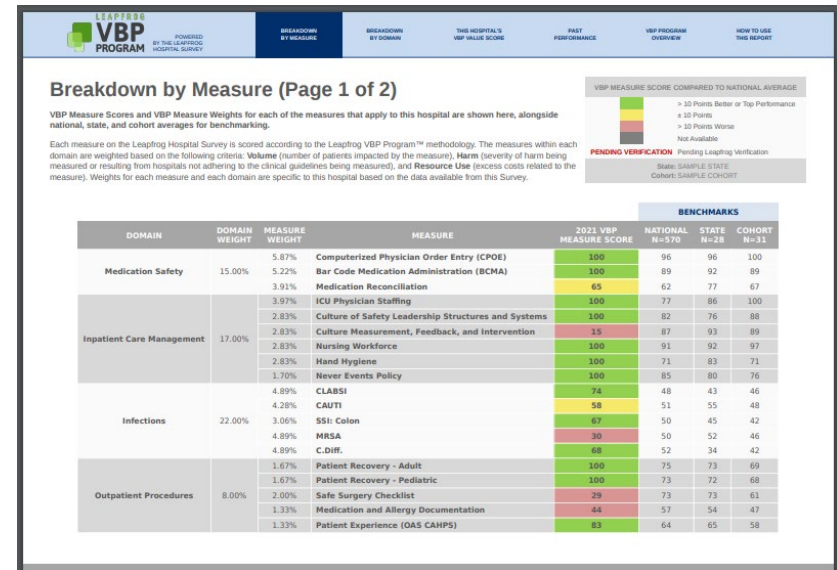 LEAPFROG
VBP
PROGRAM
POWERED
BY THE LEAPFROG
HOSPITAL SURVEY
BREAKDOWN
BY MEASURE
BREAKDOWN
BY DOMAIN
THIS HOSPITAL'S
VBP VALUE SCORE
PAST
PERFORMANCE
VBP PROGRAM
OVERVIEW
HOW TO USE
THIS REPORT
Breakdown by Measure (Page 1 of 2)
VBP Measure Scores and VBP Measure Weights for each of the measures that apply to this hospital are shown here, alongside
national, state, and cohort averages for benchmarking.
Each measure on the Leapfrog Hospital Survey is scored according to the Leapfrog VBP Program™ methodology. The measures within each
domain are weighted based on the following criteria: Volume (number of patients impacted by the measure), Harm (severity of harm being
measured or resulting from hospitals not adhering to the clinical guidelines being measured), and Resource Use (excess costs related to the
measure). Weights for each measure and each domain are specific to this hospital based on the data available from this Survey.
VBP MEASURE SCORE COMPARED TO NATIONAL AVERAGE
> 10 Points Better or Top Performance
± 10 Points
> 10 Points Worse
Not Available
PENDING VERIFICATION Pending Leapfrog Verification
State: SAMPLE STATE
Cohort: SAMPLE COHORT
BENCHMARKS
DOMAIN DOMAIN WEIGHT MEASURE WEIGHT MEASURE 2021 VBP MEASURE SCORE NATIONAL N=570 STATE N=28 COHORT N=31
5.87% Computerized Physician Order Entry (CPOE) 100 96 96 100
Medication Safety 15.00% 5.22% Bar Code Medication Administration (BCMA) 100 89 92 89
3.91% Medication Reconciliation 65 62 77 67
3.97% ICU Physician Staffing 100 77 86 100
2.83% Culture of Safety Leadership Structures and Systems 100 82 76 88
2.83% Culture Measurement, Feedback, and Intervention 15 87 93 89
Inpatient Care Management 17.00%
2.83% Nursing Workforce 100 91 92 97
2.83% Hand Hygiene 100 71 83 71
1.70% Never Events Policy 100 85 80 76
4.89% CLABSI 74 48 43 46
4.28% CAUTI 58 51 55 48
Infections 22.00% 3.06% SSI: Colon 67 50 45 42
4.89% MRSA 30 50 52 46
4.89% C.Diff. 68 52 34 42
1.67% Patient Recovery - Adult 100 75 73 69
1.67% Patient Recovery - Pediatric 100 73 72 68
Outpatient Procedures 8.00% 2.00% Safe Surgery Checklist 29 73 73 61
1.33% Medication and Allergy Documentation 44 57 54 47
1.33% Patient Experience (OAS CAHPS) 83 64 65 58